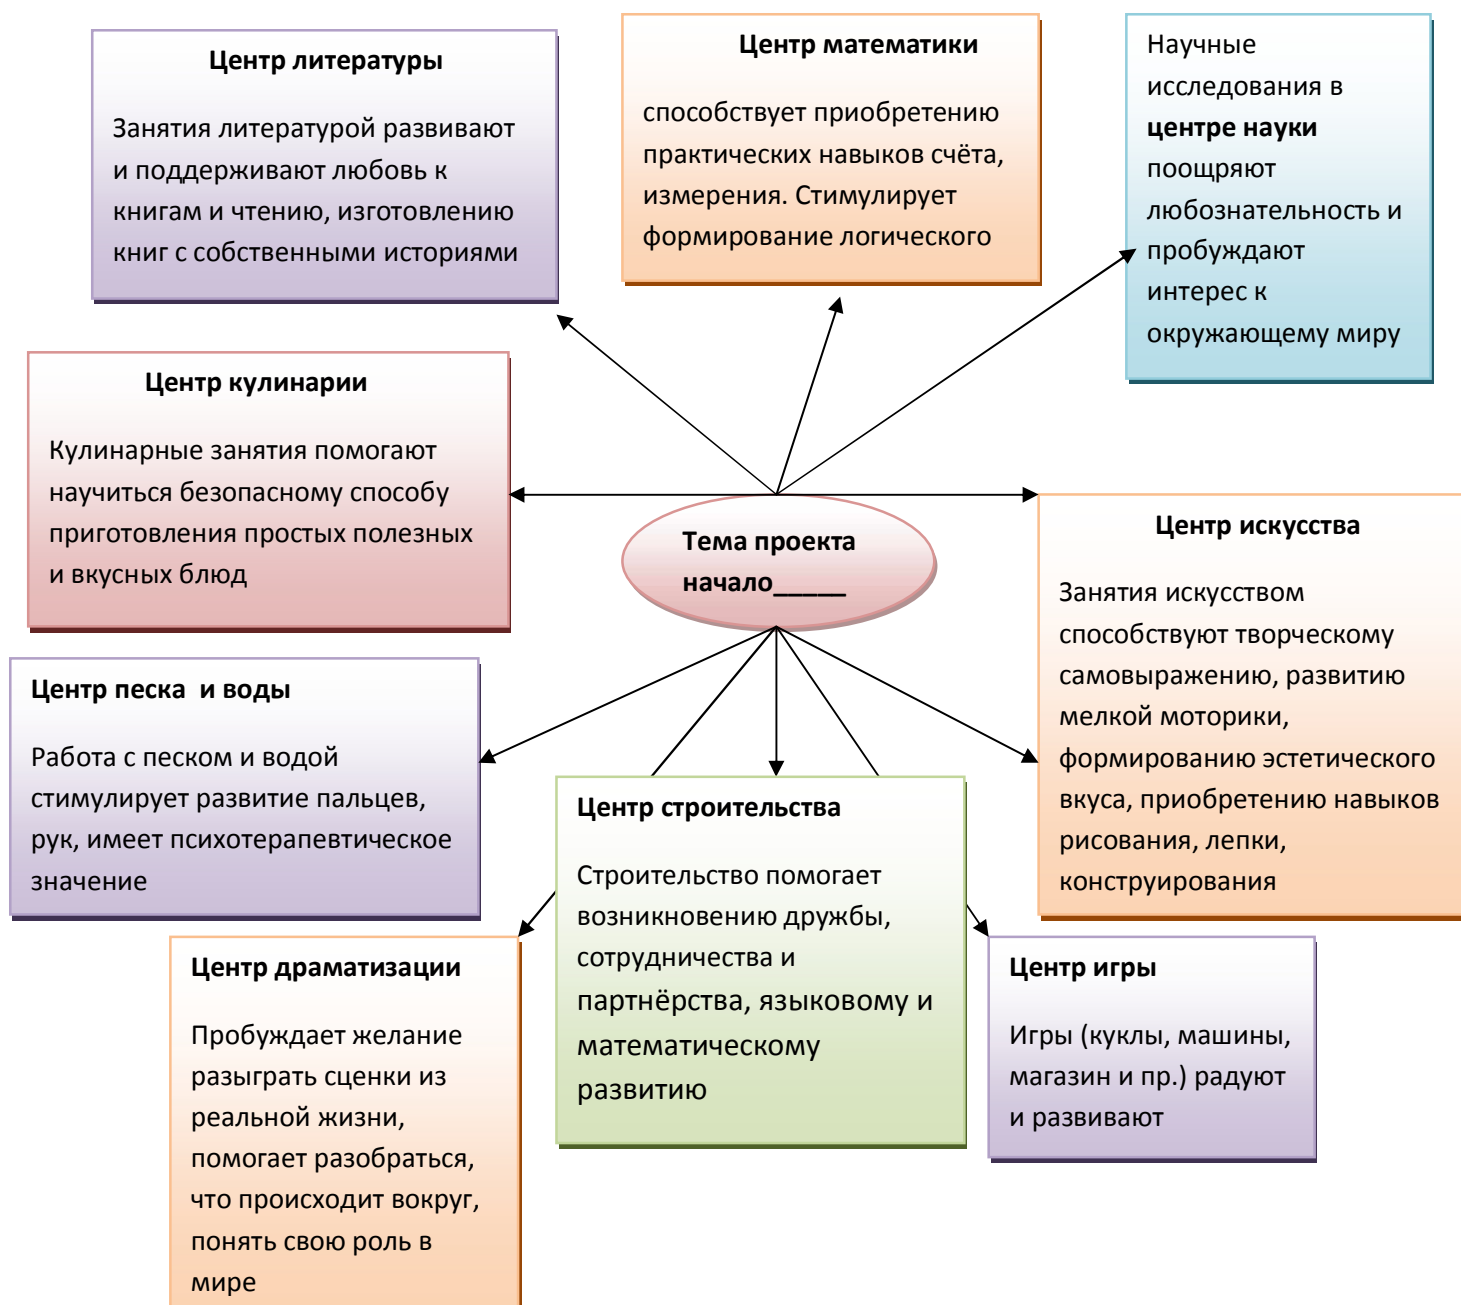 Центр литературы
Занятия литературой развивают
и поддерживают любовь к
книгам и чтению, изготовлению
книг с собственными историями
Центр математики
способствует приобретению
практических навыков счёта,
измерения. Стимулирует
формирование логического
Научные
исследования в
центре науки
поощряют
любознательность и
пробуждают
интерес к
окружающему миру
Центр кулинарии
Кулинарные занятия помогают
научиться безопасному способу
приготовления простых полезных
и вкусных блюд
Тема проекта
начало_____
Центр искусства
Занятия искусством
способствуют творческому
самовыражению, развитию
мелкой моторики,
формированию эстетического
вкуса, приобретению навыков
рисования, лепки,
конструирования
Центр песка  и воды
Работа с песком и водой
стимулирует развитие пальцев,
рук, имеет психотерапевтическое
значение
Центр строительства
Строительство помогает
возникновению дружбы,
сотрудничества и
партнёрства, языковому и
математическому
развитию
Центр драматизации
Пробуждает желание
разыграть сценки из
реальной жизни,
помогает разобраться,
что происходит вокруг,
понять свою роль в
мире
Центр игры
Игры (куклы, машины,
магазин и пр.) радуют
и развивают